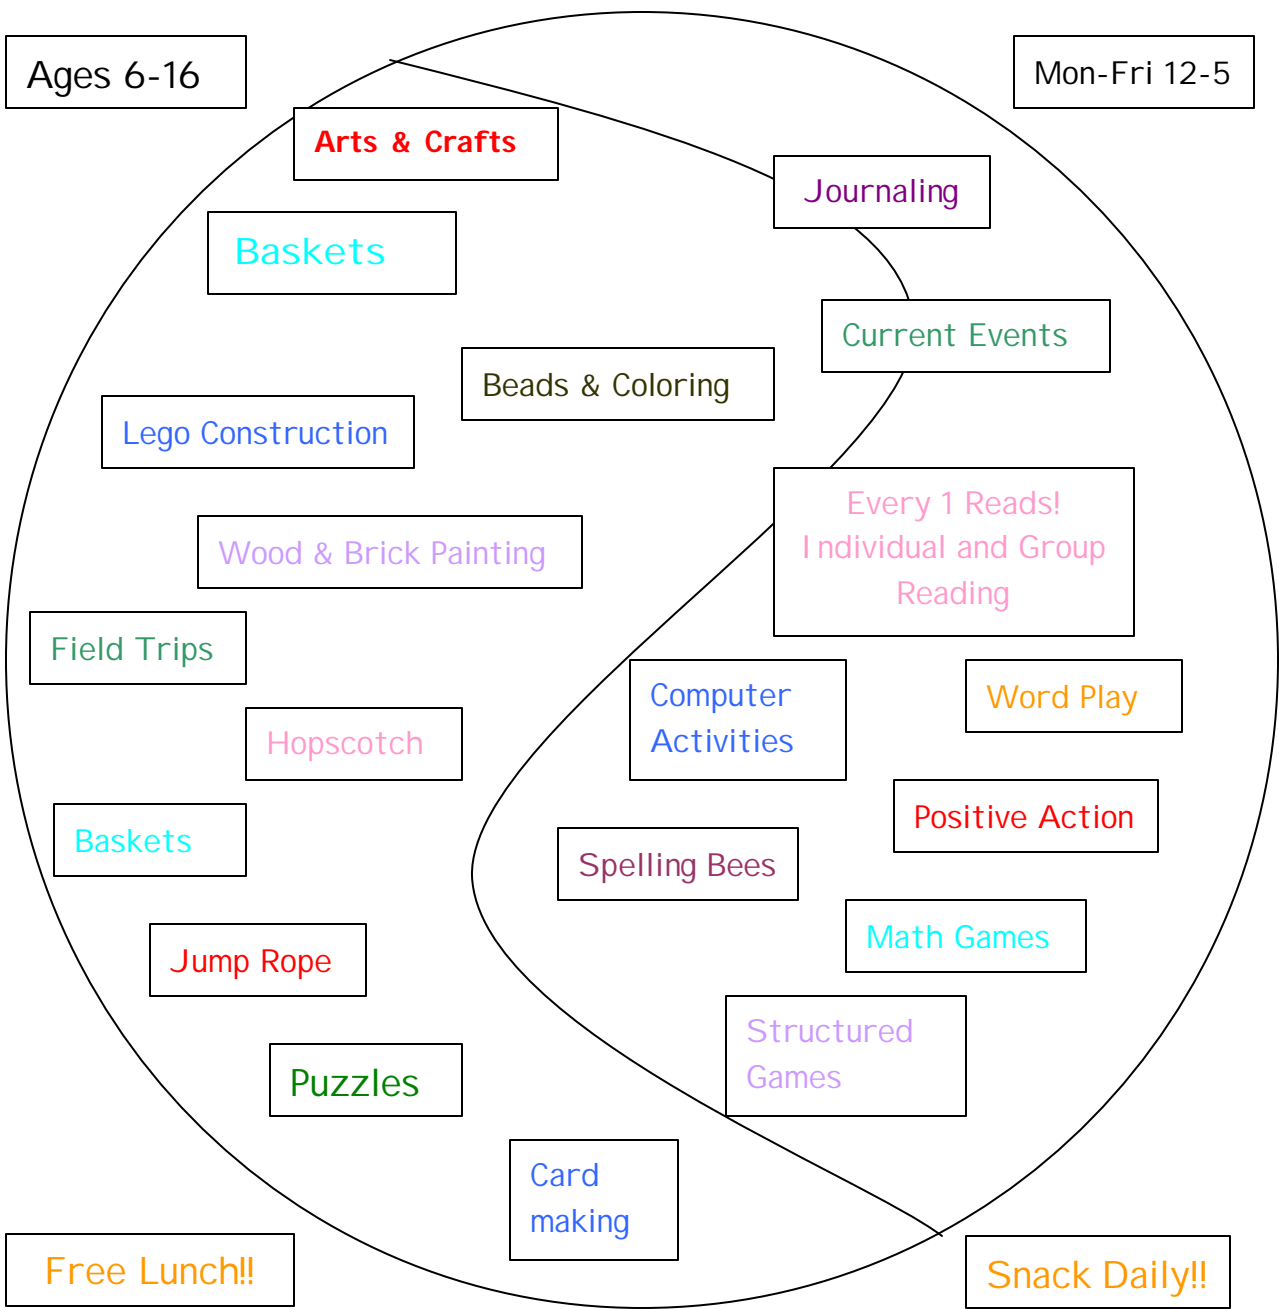 Ages 6-16
Mon-Fri 12-5
Arts & Crafts
Journaling
Baskets
Current Events
Beads & Coloring
Lego Construction
Every 1 Reads!
Individual and Group
Reading
Wood & Brick Painting
Field Trips
Computer
Activities
Word Play
Hopscotch
Positive Action
Baskets
Spelling Bees
Math Games
Jump Rope
Structured
Games
Puzzles
Card
making
Free Lunch!!
Snack Daily!!